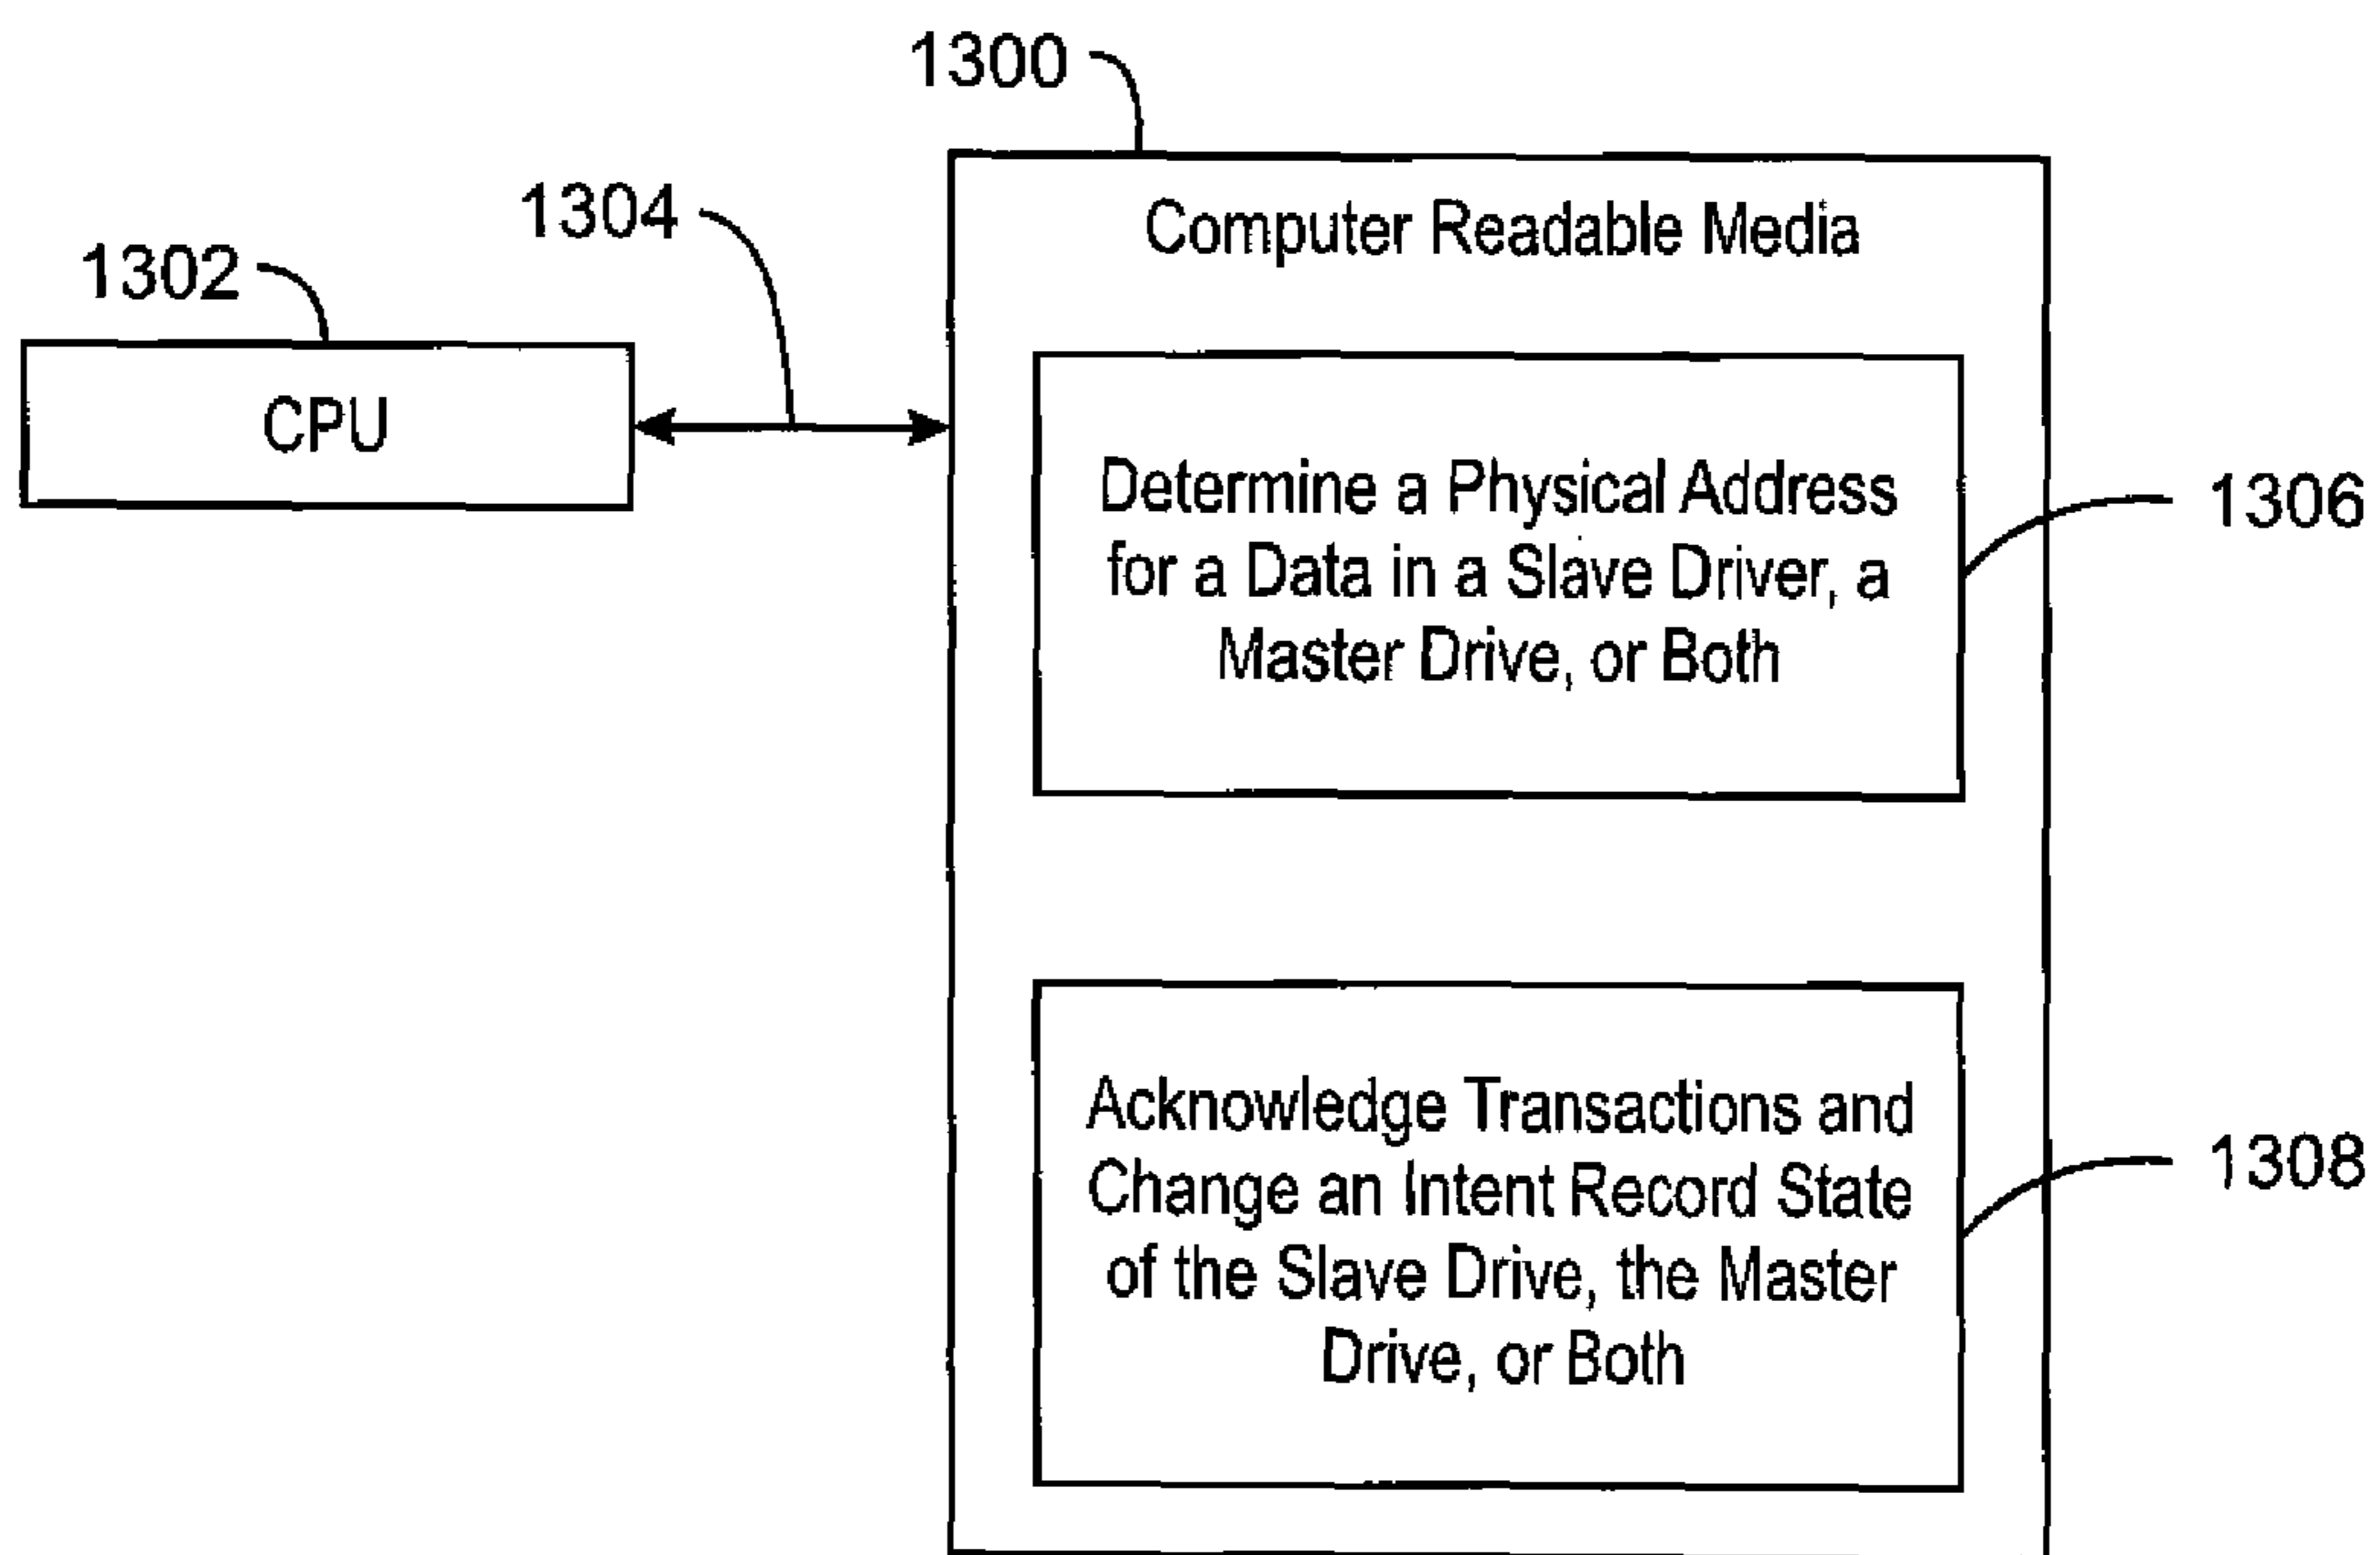 1300
1304
Computer Readable Media
1302
CPU
Determine a Physical Address
for a Data in a Slave Driver, a
Master Drive, or Both
1306
Acknowledge Transactions and
Change an Intent Record State
of the Slave Drive, the Master
Drive, or Both
1308